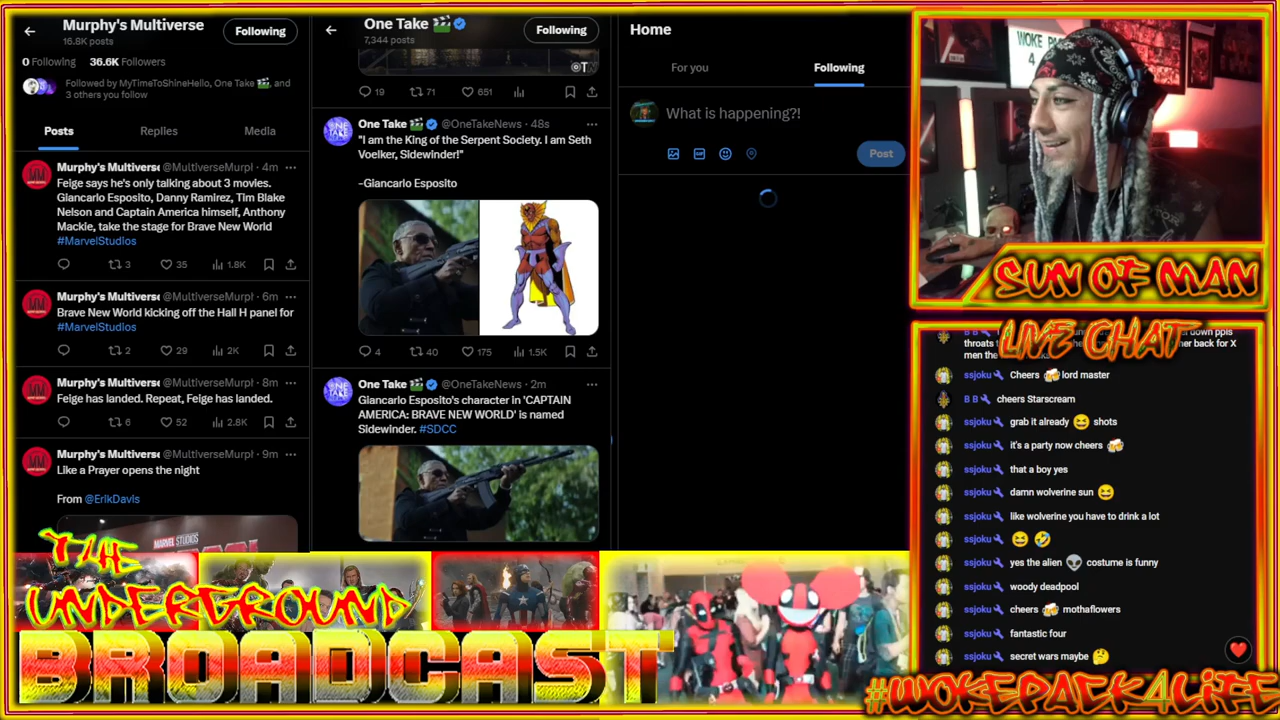 Murphy's Multiverse
16.8K posts
Following
0 Following 36.6K Followers
Followed by MyTimeToShineHello, One Take 🎬, and
3 others you follow
Posts
Replies
Media
Murphy's Multiverse @MultiverseMurpl · 4m
Feige says he's only talking about 3 movies.
Giancarlo Esposito, Danny Ramirez, Tim Blake
Nelson and Captain America himself, Anthony
Mackie, take the stage for Brave New World
#MarvelStudios
3
35
1.8K
Murphy's Multiverse @MultiverseMurpl · 6m
Brave New World kicking off the Hall H panel for
#MarvelStudios
2
29
2K
Murphy's Multiverse @MultiverseMurpl · 8m
Feige has landed. Repeat, Feige has landed.
6
52
2.8K
Murphy's Multiverse @MultiverseMurpl · 9m
Like a Prayer opens the night
From @ErikDavis
MARVEL STUDIOS
One Take 🎬
7,344 posts
Following
19
71
651
One Take 🎬 @OneTakeNews · 48s
"I am the King of the Serpent Society. I am Seth
Voelker, Sidewinder!"
-Giancarlo Esposito
4
40
175
1.5K
One Take 🎬 @OneTakeNews · 2m
Giancarlo Esposito's character in 'CAPTAIN
AMERICA: BRAVE NEW WORLD' is named
Sidewinder. #SDCC
Home
For you
Following
What is happening?!
Post
WOKE
4
SUN OF MAN
LIVE CHAT
ssjoku Cheers 🍻 lord master
B B cheers Starscream
ssjoku grab it already 😆 shots
ssjoku it's a party now cheers 🍻
ssjoku that a boy yes
ssjoku damn wolverine sun 😆
ssjoku like wolverine you have to drink a lot
ssjoku 😆 🤣
ssjoku yes the alien 👽 costume is funny
ssjoku woody deadpool
ssjoku cheers 🍻 mothaflowers
ssjoku fantastic four
ssjoku secret wars maybe 🤔
THE
UNDERGROUND
BROADCAST
#WOKEPACK4LIFE